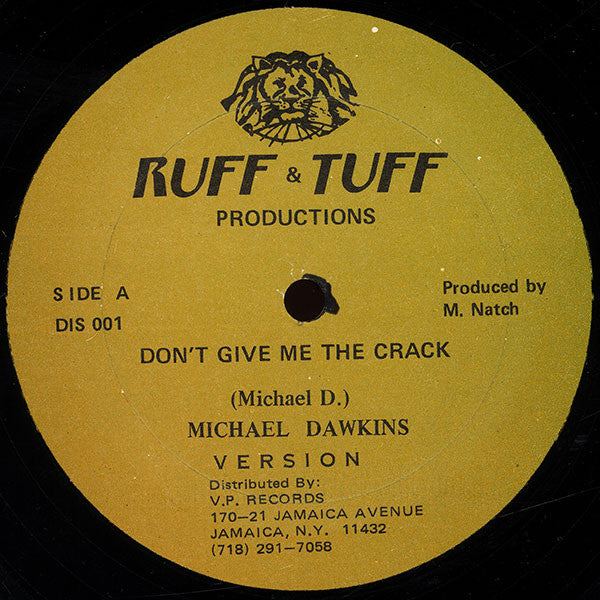 RUFF & TUFF
PRODUCTIONS
SIDE A
DIS 001
Produced by
M. Natch
DON'T GIVE ME THE CRACK
(Michael D.)
MICHAEL DAWKINS
VERSION
Distributed By:
V.P. RECORDS
170-21 JAMAICA AVENUE
JAMAICA, N.Y. 11432
(718) 291-7058